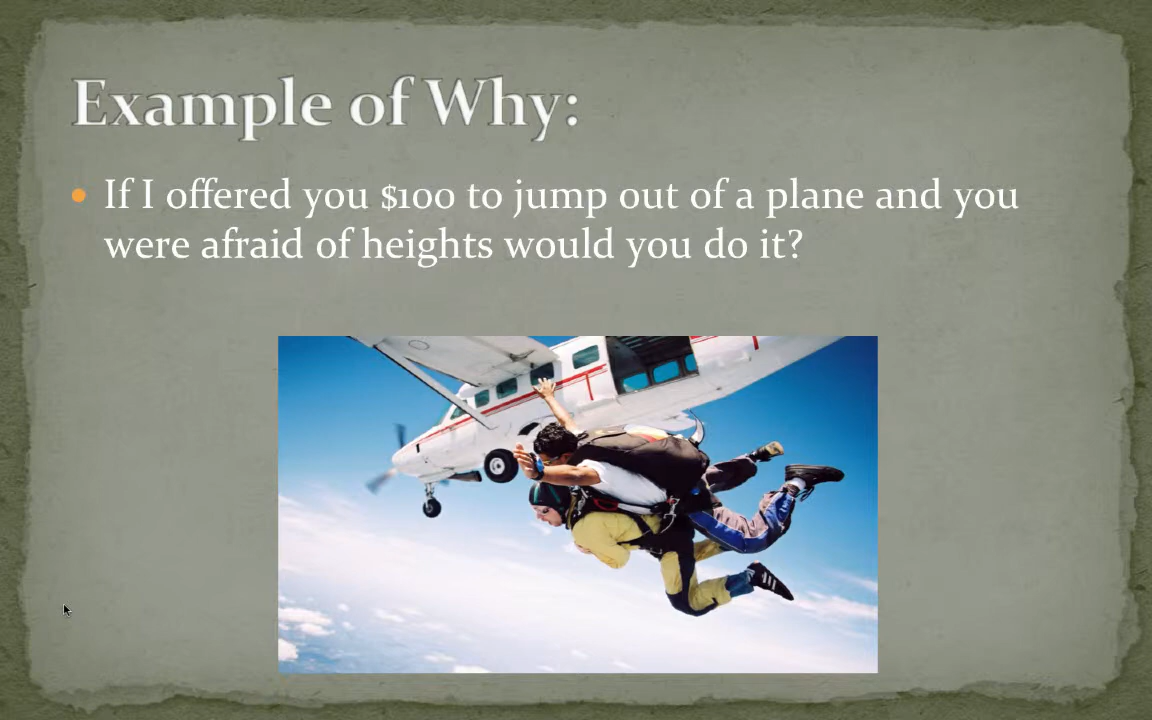 Example of Why:
If I offered you $100 to jump out of a plane and you
were afraid of heights would you do it?